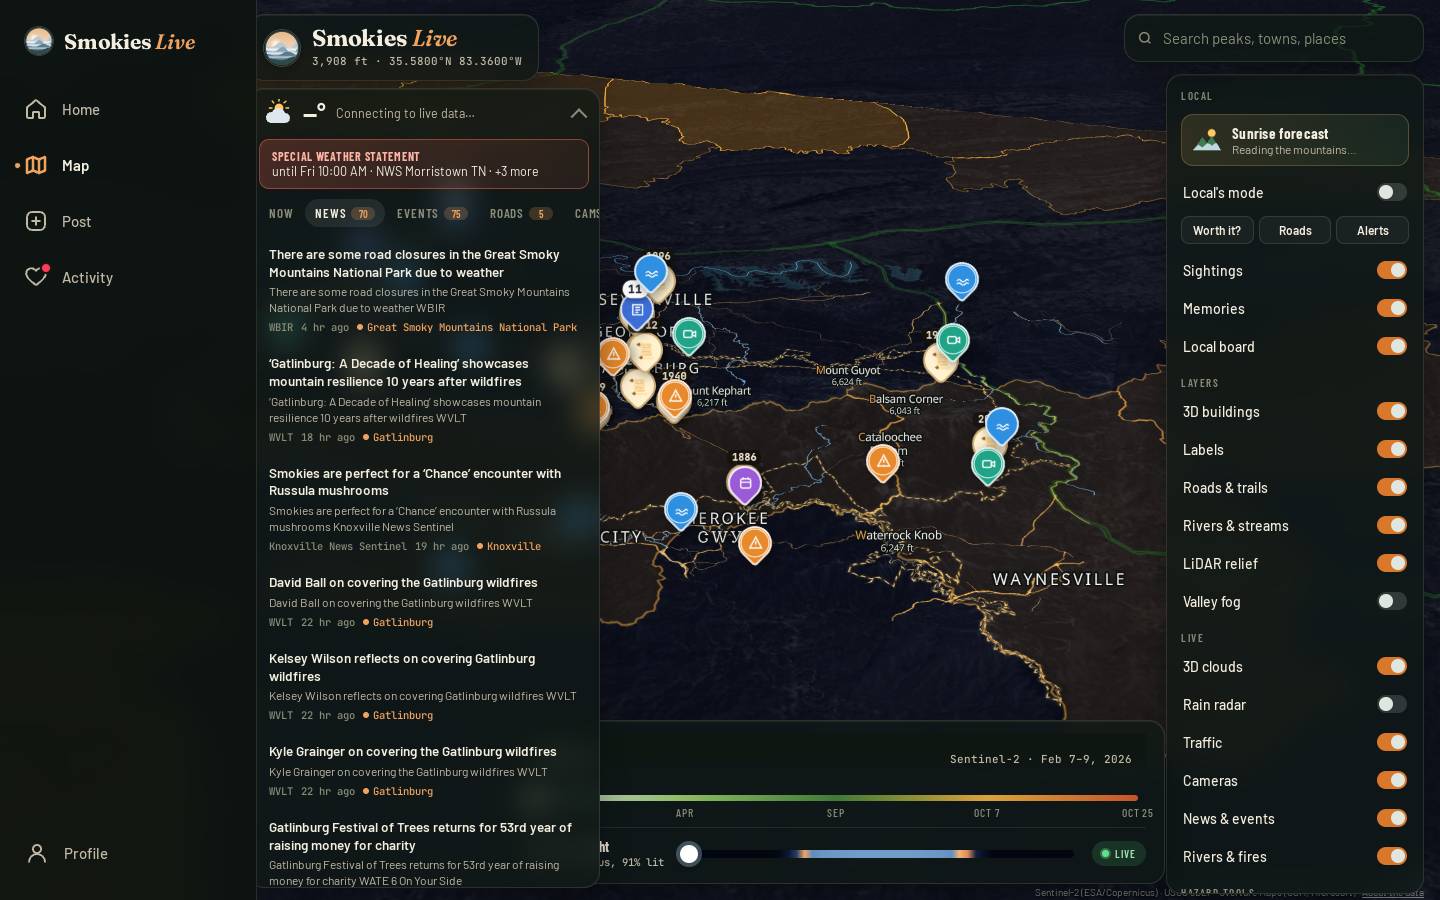 Smokies Live
Home
Map
Post
Activity
Profile
Smokies Live
3,908 ft · 35.5800°N 83.3600°W
Connecting to live data...
SPECIAL WEATHER STATEMENT
until Fri 10:00 AM · NWS Morristown TN · +3 more
NOW NEWS 70 EVENTS 75 ROADS 5 CAMS
There are some road closures in the Great Smoky
Mountains National Park due to weather
There are some road closures in the Great Smoky Mountains
National Park due to weather WBIR
WBIR 4 hr ago Great Smoky Mountains National Park
‘Gatlinburg: A Decade of Healing’ showcases
mountain resilience 10 years after wildfires
‘Gatlinburg: A Decade of Healing’ showcases mountain
resilience 10 years after wildfires WVLT
WVLT 18 hr ago Gatlinburg
Smokies are perfect for a ‘Chance’ encounter with
Russula mushrooms
Smokies are perfect for a ‘Chance’ encounter with Russula
mushrooms Knoxville News Sentinel
Knoxville News Sentinel 19 hr ago Knoxville
David Ball on covering the Gatlinburg wildfires
David Ball on covering the Gatlinburg wildfires WVLT
WVLT 22 hr ago Gatlinburg
Kelsey Wilson reflects on covering Gatlinburg
wildfires
Kelsey Wilson reflects on covering Gatlinburg wildfires WVLT
WVLT 22 hr ago Gatlinburg
Kyle Grainger on covering the Gatlinburg wildfires
Kyle Grainger on covering the Gatlinburg wildfires WVLT
WVLT 22 hr ago Gatlinburg
Gatlinburg Festival of Trees returns for 53rd year of
raising money for charity
Gatlinburg Festival of Trees returns for 53rd year of raising
money for charity WATE 6 On Your Side
11
1940
Mount Guyot
6,624 ft
6,217 ft
Balsam Corner
6,043 ft
Cataloochee
1886
CITY
Waterrock Knob
6,247 ft
WAYNESVILLE
Sentinel-2 · Feb 7-9, 2026
APR SEP OCT 7 OCT 25
91% lit
LIVE
Search peaks, towns, places
LOCAL
Sunrise forecast
Reading the mountains...
Local's mode
Worth it? Roads Alerts
Sightings
Memories
Local board
LAYERS
3D buildings
Labels
Roads & trails
Rivers & streams
LiDAR relief
Valley fog
LIVE
3D clouds
Rain radar
Traffic
Cameras
News & events
Rivers & fires
Sentinel-2 (ESA/Copernicus)